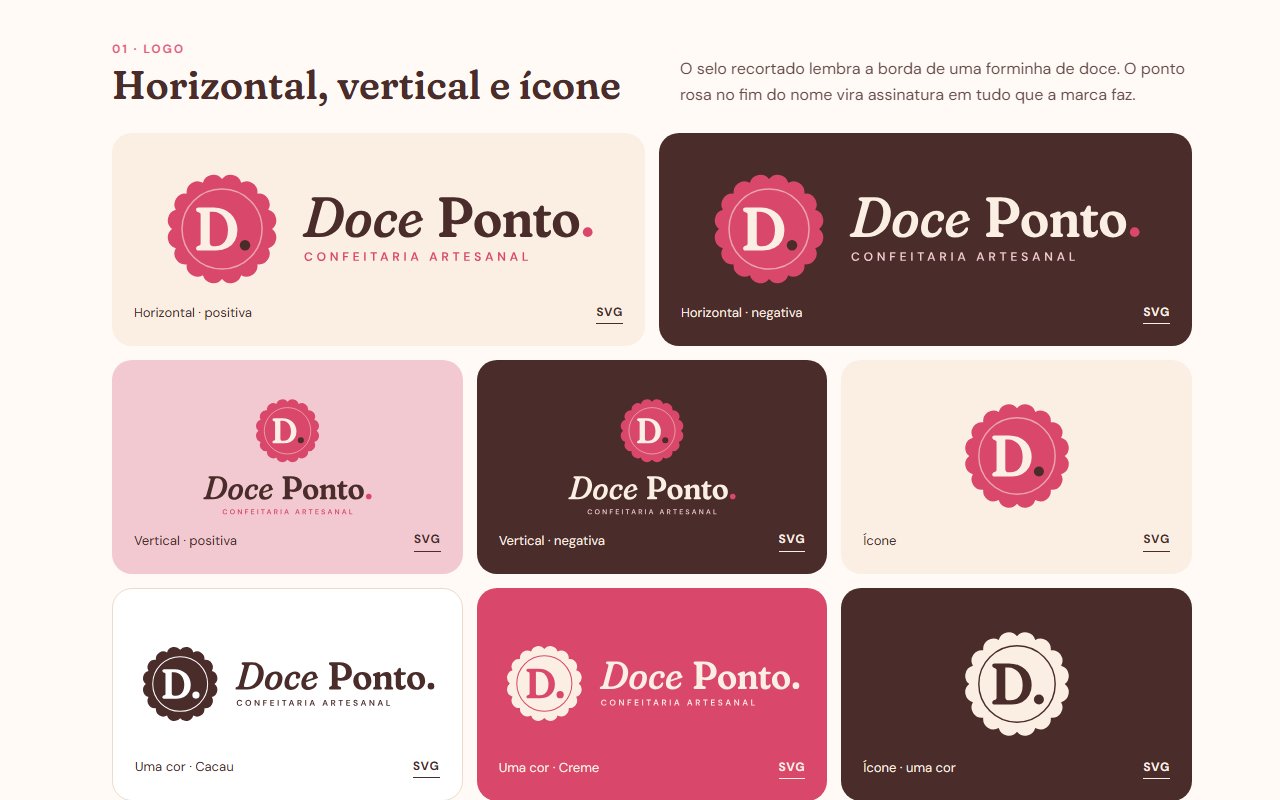 01 · LOGO
Horizontal, vertical e ícone
O selo recortado lembra a borda de uma forminha de doce. O ponto
rosa no fim do nome vira assinatura em tudo que a marca faz.
D.
Doce Ponto.
CONFEITARIA ARTESANAL
Horizontal · positiva
SVG
D.
Doce Ponto.
CONFEITARIA ARTESANAL
Horizontal · negativa
SVG
D.
Doce Ponto.
CONFEITARIA ARTESANAL
Vertical · positiva
SVG
D.
Doce Ponto.
CONFEITARIA ARTESANAL
Vertical · negativa
SVG
D.
Ícone
SVG
D.
Doce Ponto.
CONFEITARIA ARTESANAL
Uma cor · Cacau
SVG
D.
Doce Ponto.
CONFEITARIA ARTESANAL
Uma cor · Creme
SVG
D.
Ícone · uma cor
SVG